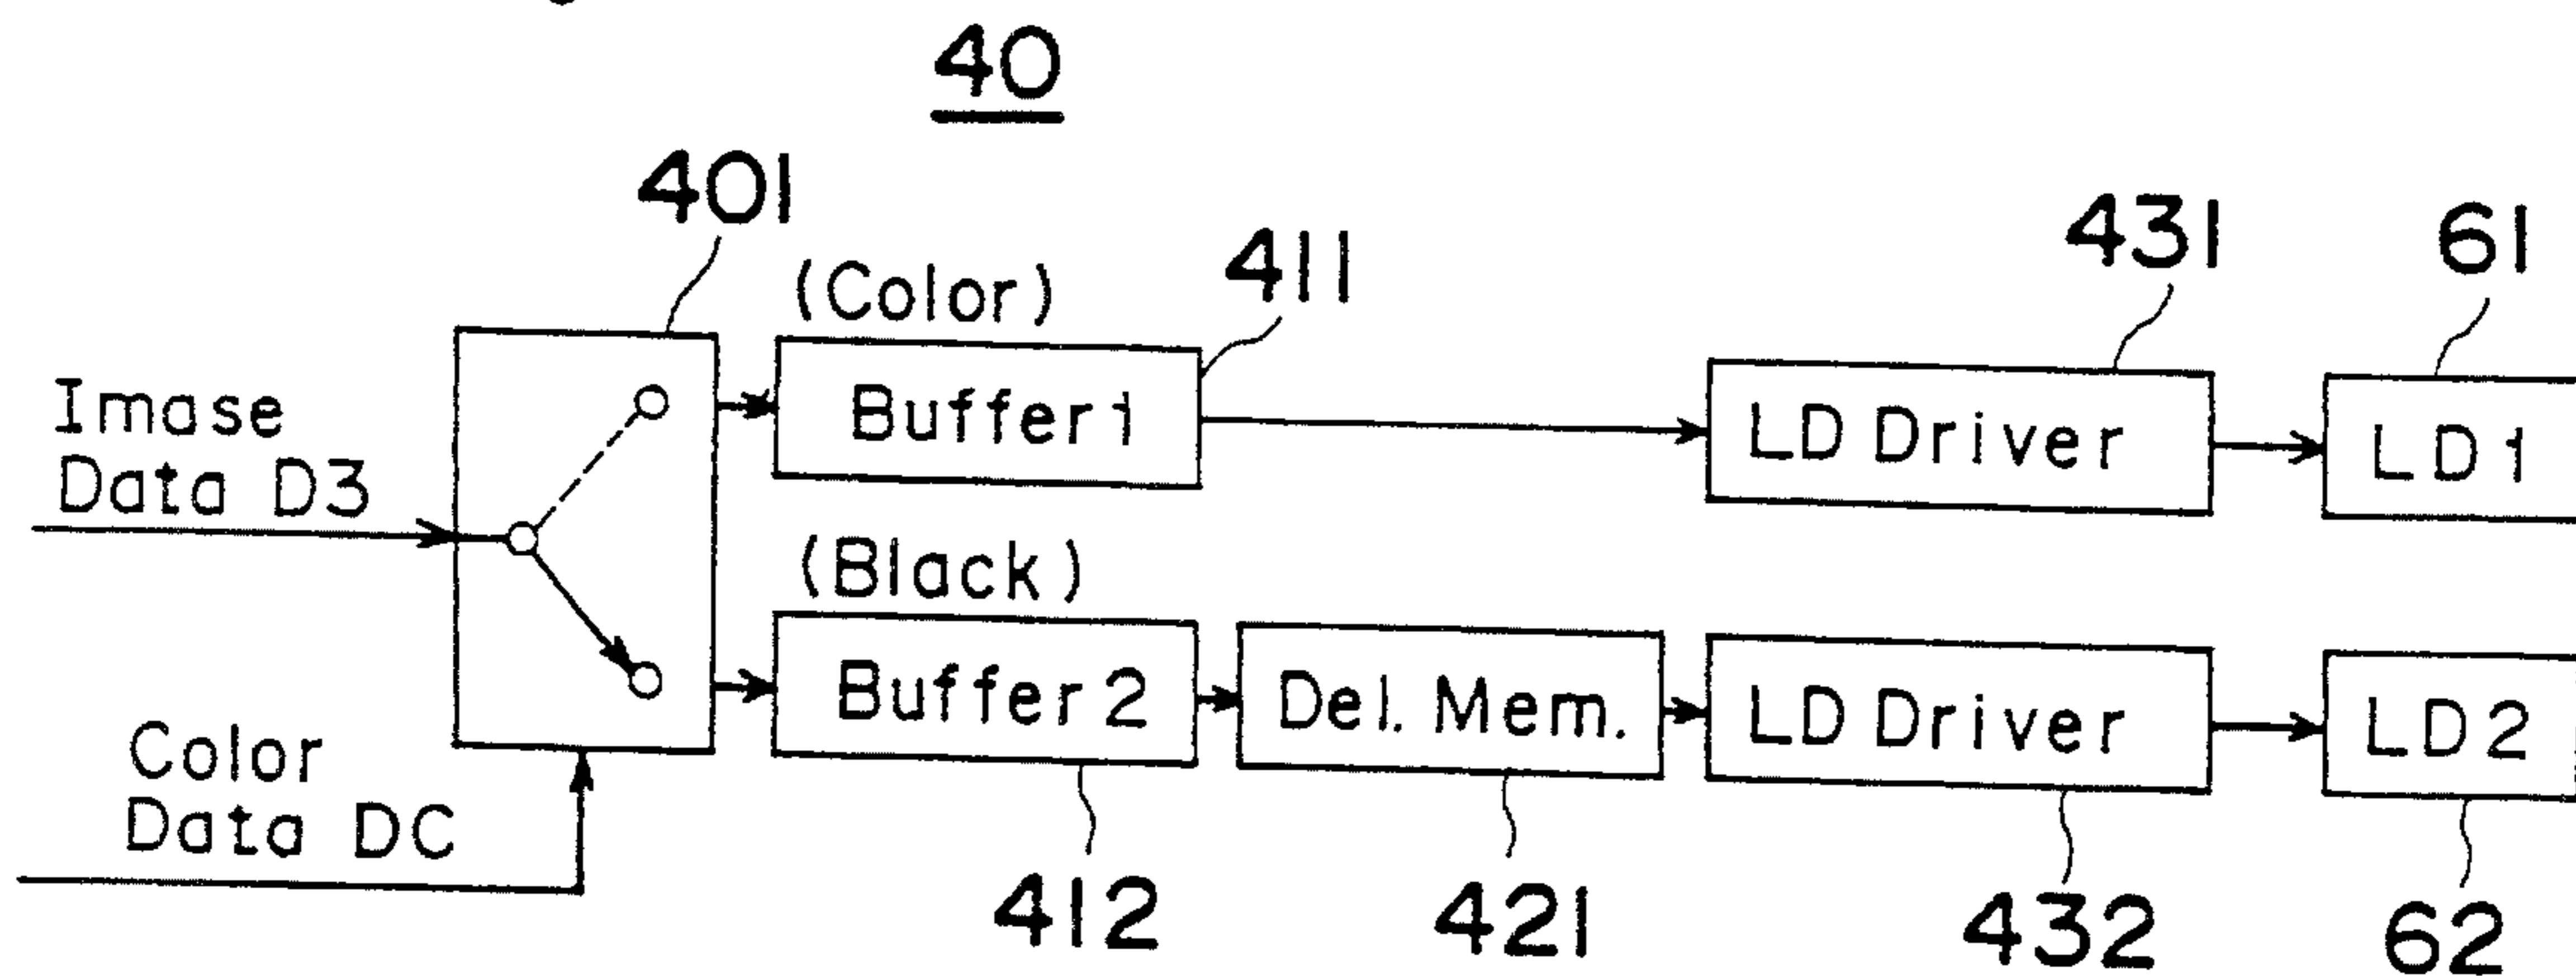 40
401
(Color)
411
431
61
Imase
Data D3
Buffer1
LD Driver
LD1
(Black)
Buffer2
Del. Mem.
LD Driver
LD2
Color
Data DC
412
421
432
62